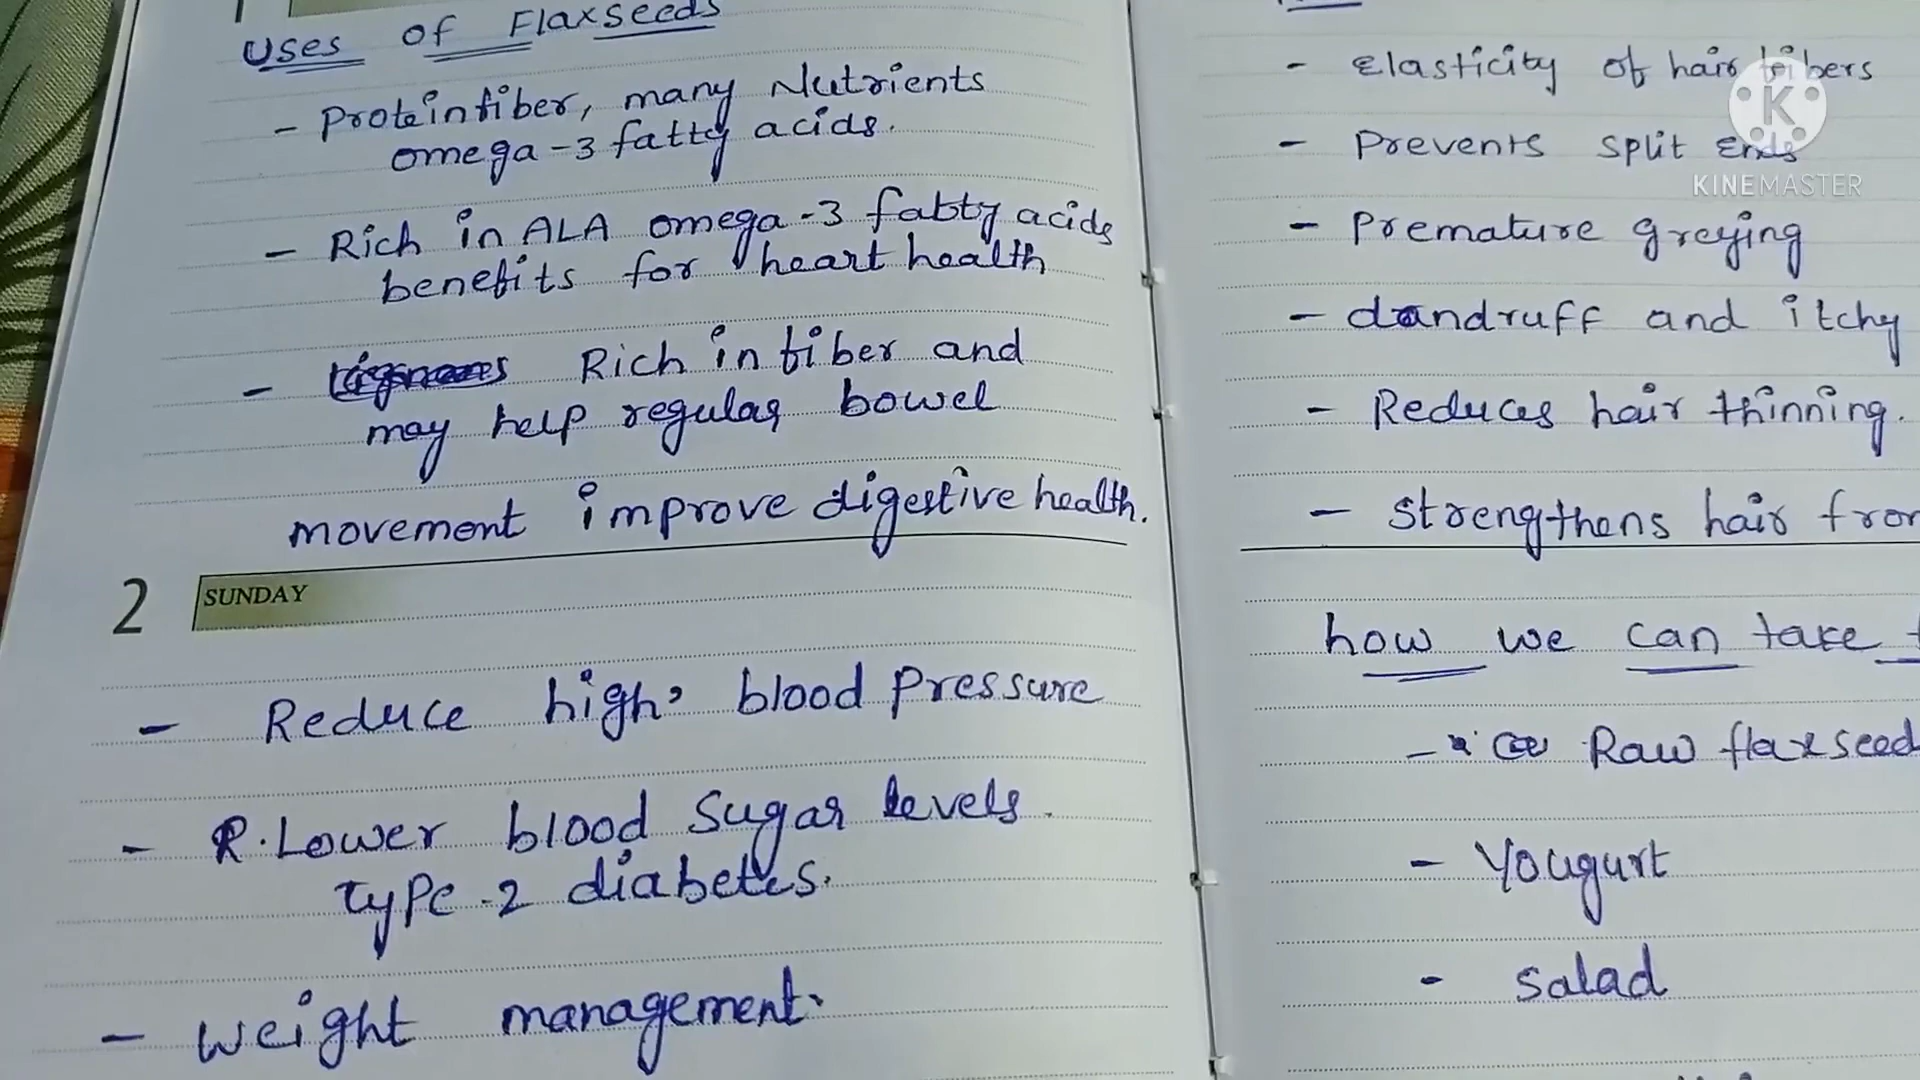 Uses of Flaxseeds
- Proteinfiber, many Nutrients
omega-3 fatty acids.
- Rich in ALA omega-3 fatty acids
benefits for heart health
- Rich in fiber and
may help regular bowel
movement improve digestive health.
2 SUNDAY
- Reduce high blood pressure
- R. Lower blood sugar levels.
type-2 diabetes.
- weight management.
- Elasticity of hair fibers
- Prevents split Ends
- Premature greying
- dandruff and itchy
- Reduces hair thinning.
- Strengthens hair from
how we can take
- Raw flaxseed
- Yougurt
- Salad
K
KINEMASTER